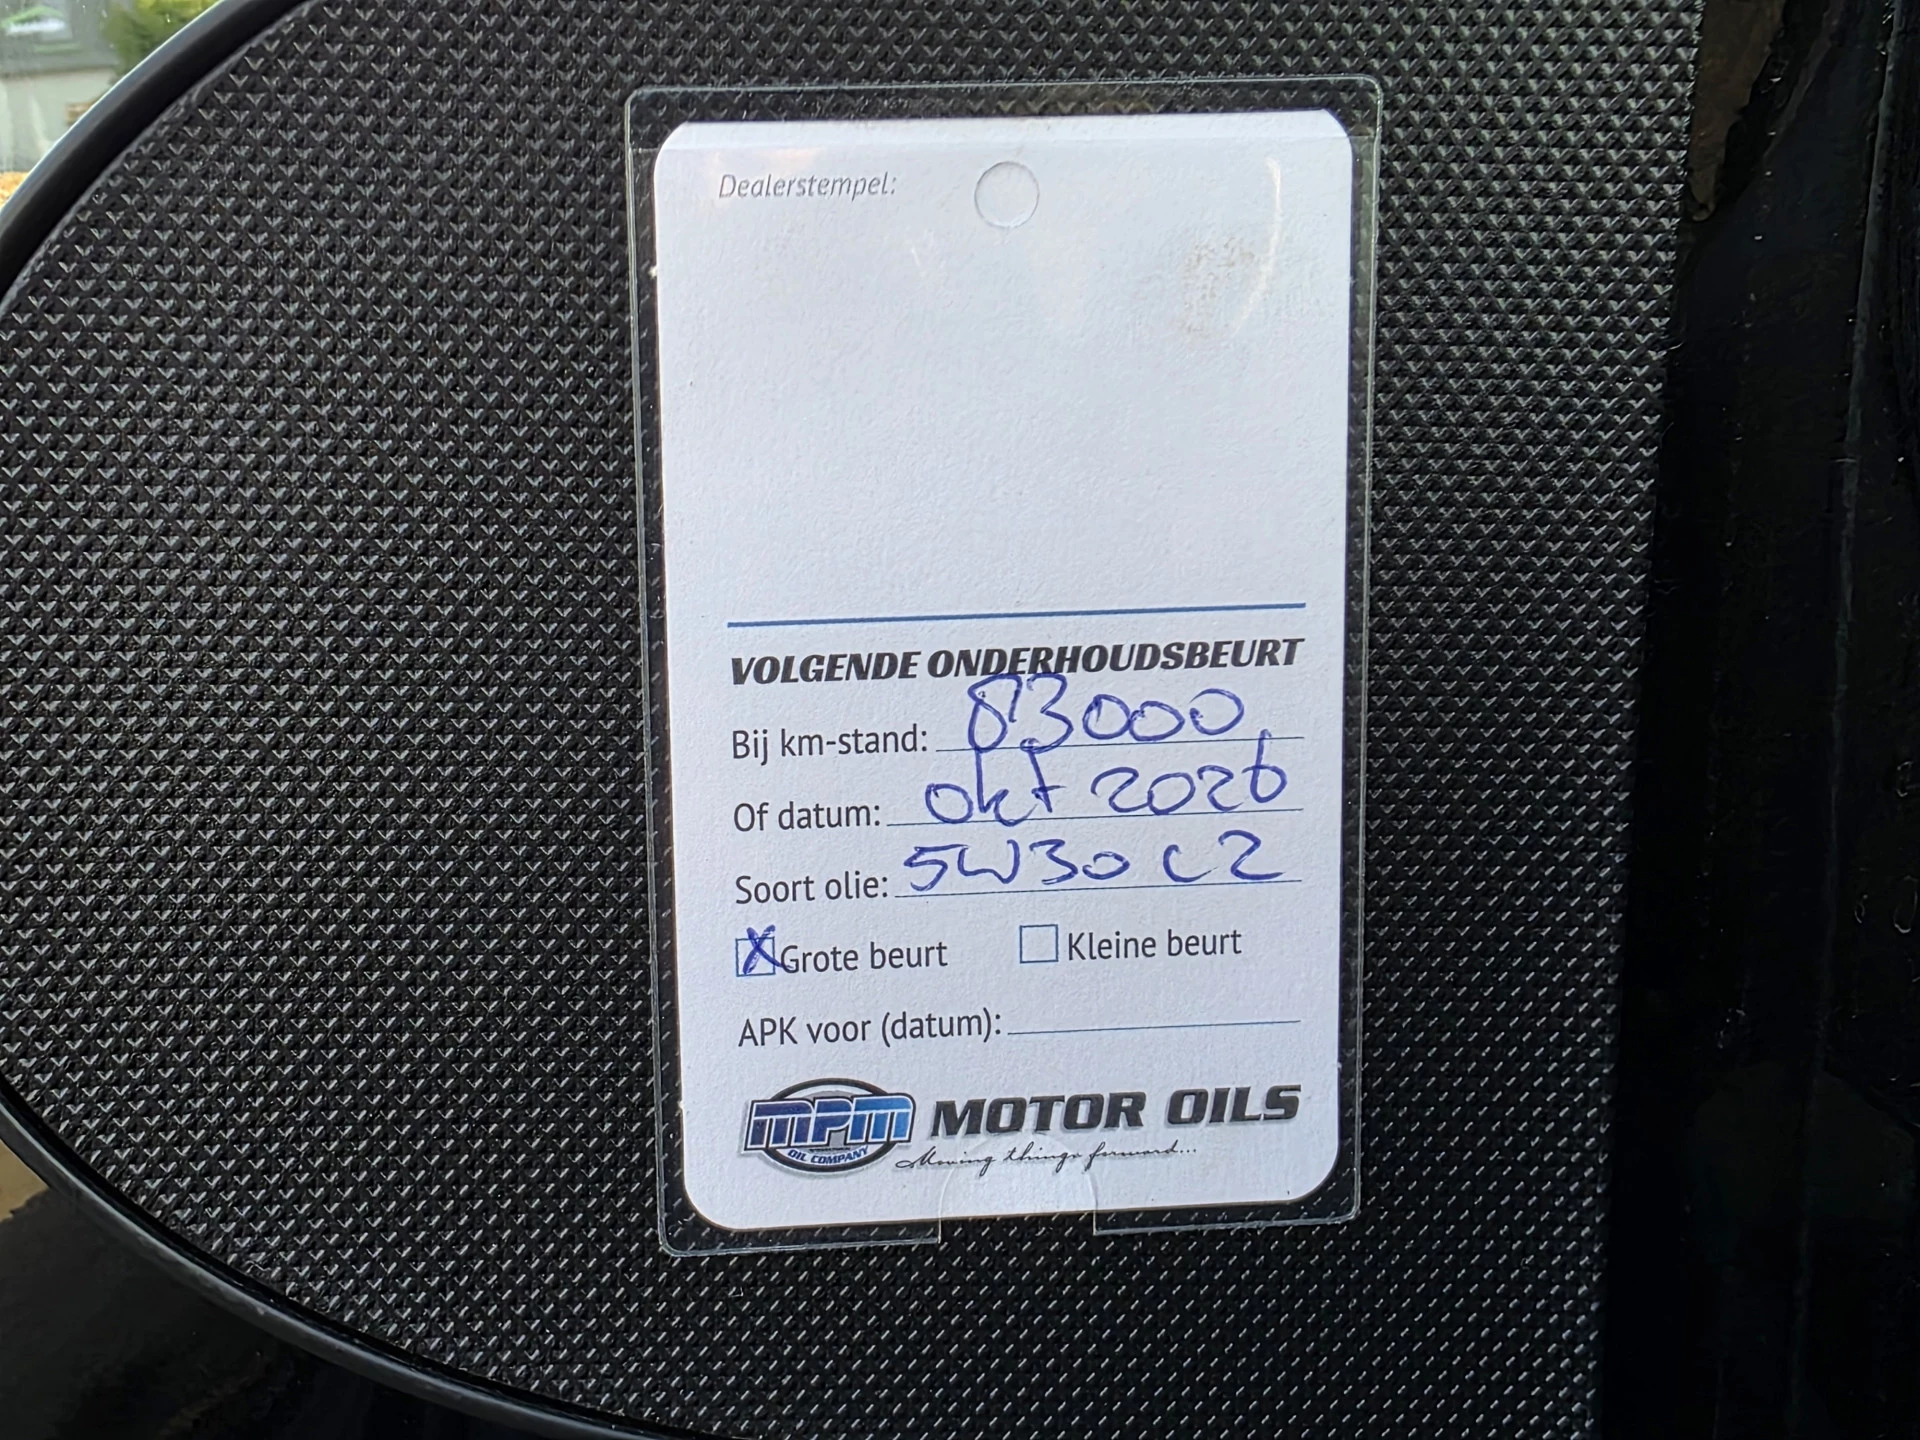 Dealerstempel:
VOLGENDE ONDERHOUDSBEURT
Bij km-stand: 83000,
Of datum: okt 2026
Soort olie: 5W30 C2
X Grote beurt Kleine beurt
APK voor (datum):
MPM OIL COMPANY MOTOR OILS
Moving things forward...